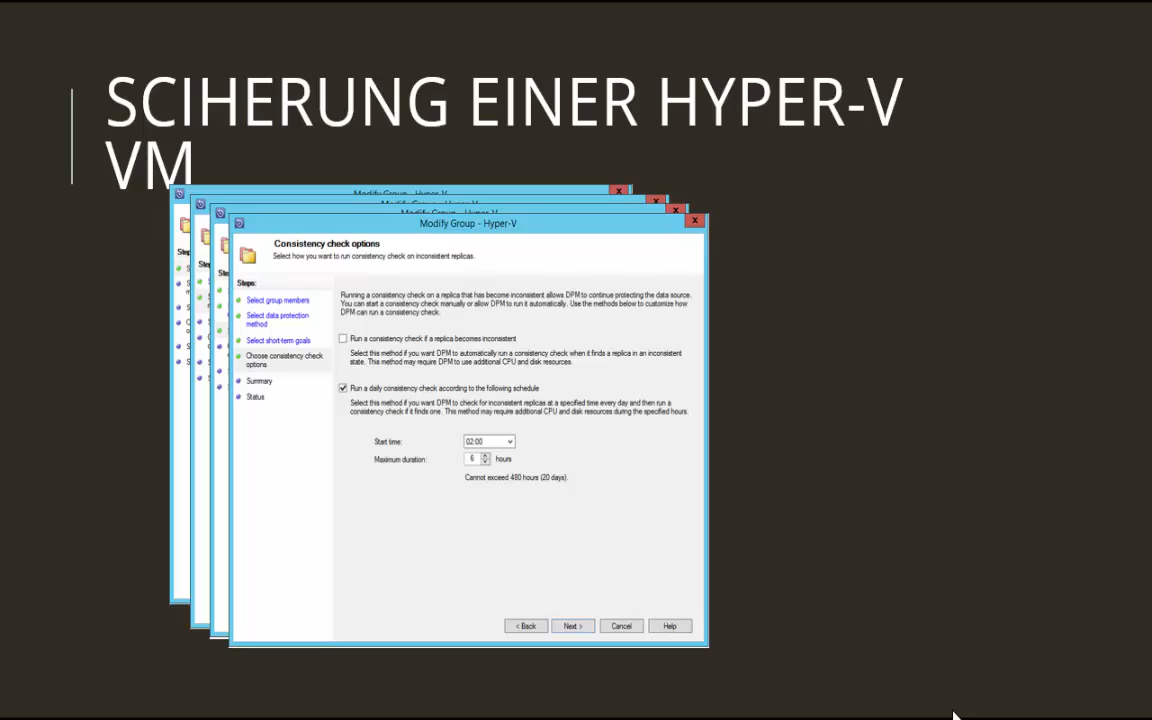 SCIHERUNG EINER HYPER-V
VM
Modify Group - Hyper-V
Modify Group - Hyper-V
Modify Group - Hyper-V
Modify Group - Hyper-V
Consistency check options
Select how you want to run consistency check on inconsistent replicas.
Steps:
Select group members
Select data protection
method
Select short-term goals
Choose consistency check
options
Summary
Status
Running a consistency check on a replica that has become inconsistent allows DPM to continue protecting the data source.
You can start a consistency check manually or allow DPM to run it automatically. Use the methods below to customize how
DPM can run a consistency check.
Run a consistency check if a replica becomes inconsistent
Select this method if you want DPM to automatically run a consistency check when it finds a replica in an inconsistent
state. This method may require DPM to use additional CPU and disk resources.
Run a daily consistency check according to the following schedule
Select this method if you want DPM to check for inconsistent replicas at a specified time every day and then run a
consistency check if it finds one. This method may require additional CPU and disk resources during the specified hours.
Start time: 02:00
Maximum duration: 6 hours
Cannot exceed 480 hours (20 days).
< Back Next > Cancel Help